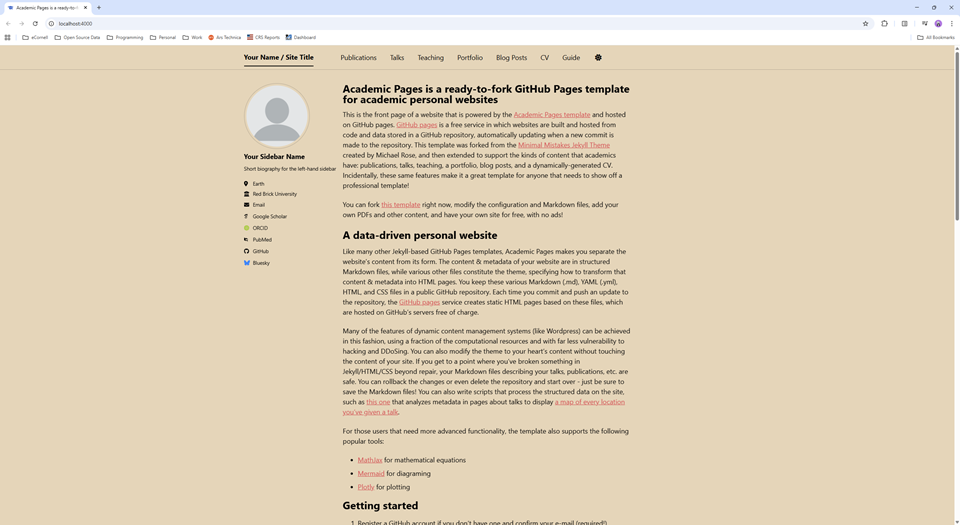 Academic Pages is a ready-to-f
localhost:4000
eCornell
Open Source Data
Programming
Personal
Work
Ars Technica
CRS Reports
Dashboard
All Bookmarks
Your Name / Site Title
Publications
Talks
Teaching
Portfolio
Blog Posts
CV
Guide
Your Sidebar Name
Short biography for the left-hand sidebar
Earth
Red Brick University
Email
Google Scholar
ORCID
PubMed
GitHub
Bluesky
Academic Pages is a ready-to-fork GitHub Pages template
for academic personal websites
This is the front page of a website that is powered by the Academic Pages template and hosted
on GitHub pages. GitHub pages is a free service in which websites are built and hosted from
code and data stored in a GitHub repository, automatically updating when a new commit is
made to the repository. This template was forked from the Minimal Mistakes Jekyll Theme
created by Michael Rose, and then extended to support the kinds of content that academics
have: publications, talks, teaching, a portfolio, blog posts, and a dynamically-generated CV.
Incidentally, these same features make it a great template for anyone that needs to show off a
professional template!
You can fork this template right now, modify the configuration and Markdown files, add your
own PDFs and other content, and have your own site for free, with no ads!
A data-driven personal website
Like many other Jekyll-based GitHub Pages templates, Academic Pages makes you separate the
website's content from its form. The content & metadata of your website are in structured
Markdown files, while various other files constitute the theme, specifying how to transform that
content & metadata into HTML pages. You keep these various Markdown (.md), YAML (.yml),
HTML, and CSS files in a public GitHub repository. Each time you commit and push an update to
the repository, the GitHub pages service creates static HTML pages based on these files, which
are hosted on GitHub's servers free of charge.
Many of the features of dynamic content management systems (like Wordpress) can be achieved
in this fashion, using a fraction of the computational resources and with far less vulnerability to
hacking and DDoSing. You can also modify the theme to your heart's content without touching
the content of your site. If you get to a point where you've broken something in
Jekyll/HTML/CSS beyond repair, your Markdown files describing your talks, publications, etc. are
safe. You can rollback the changes or even delete the repository and start over - just be sure to
save the Markdown files! You can also write scripts that process the structured data on the site,
such as this one that analyzes metadata in pages about talks to display a map of every location
you've given a talk.
For those users that need more advanced functionality, the template also supports the following
popular tools:
• MathJax for mathematical equations
• Mermaid for diagraming
• Plotly for plotting
Getting started
1. Register a GitHub account if you don't have one and confirm your e-mail (required!)